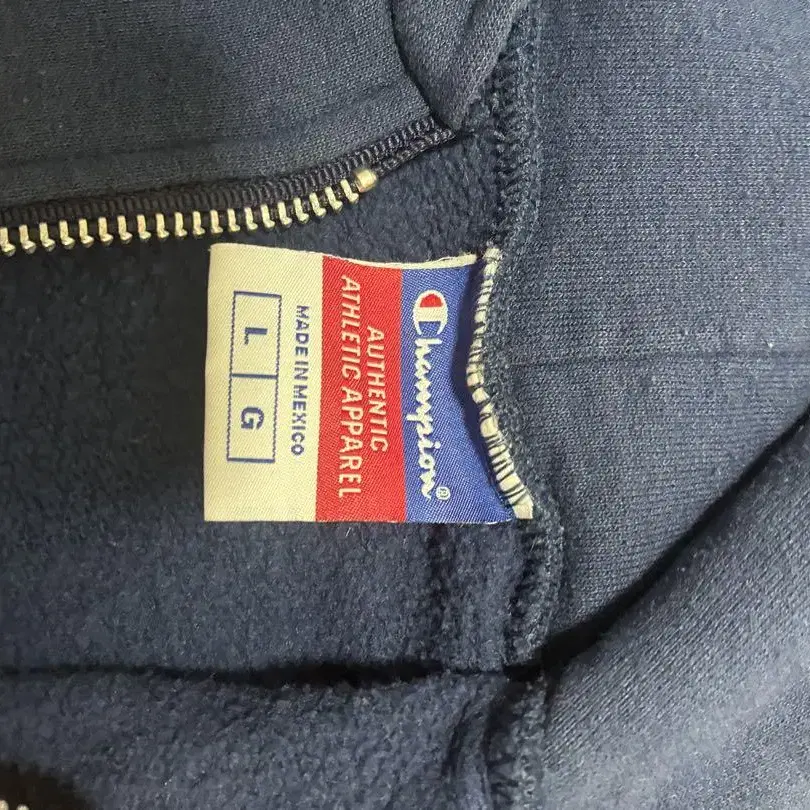 Champion®
AUTHENTIC
ATHLETIC APPAREL
MADE IN MEXICO
L G